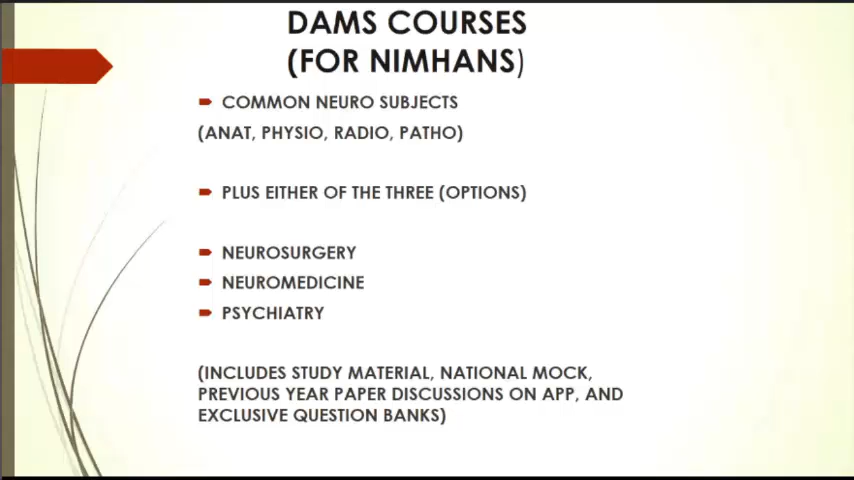 DAMS COURSES
(FOR NIMHANS)
COMMON NEURO SUBJECTS
(ANAT, PHYSIO, RADIO, PATHO)
PLUS EITHER OF THE THREE (OPTIONS)
NEUROSURGERY
NEUROMEDICINE
PSYCHIATRY
(INCLUDES STUDY MATERIAL, NATIONAL MOCK,
PREVIOUS YEAR PAPER DISCUSSIONS ON APP, AND
EXCLUSIVE QUESTION BANKS)